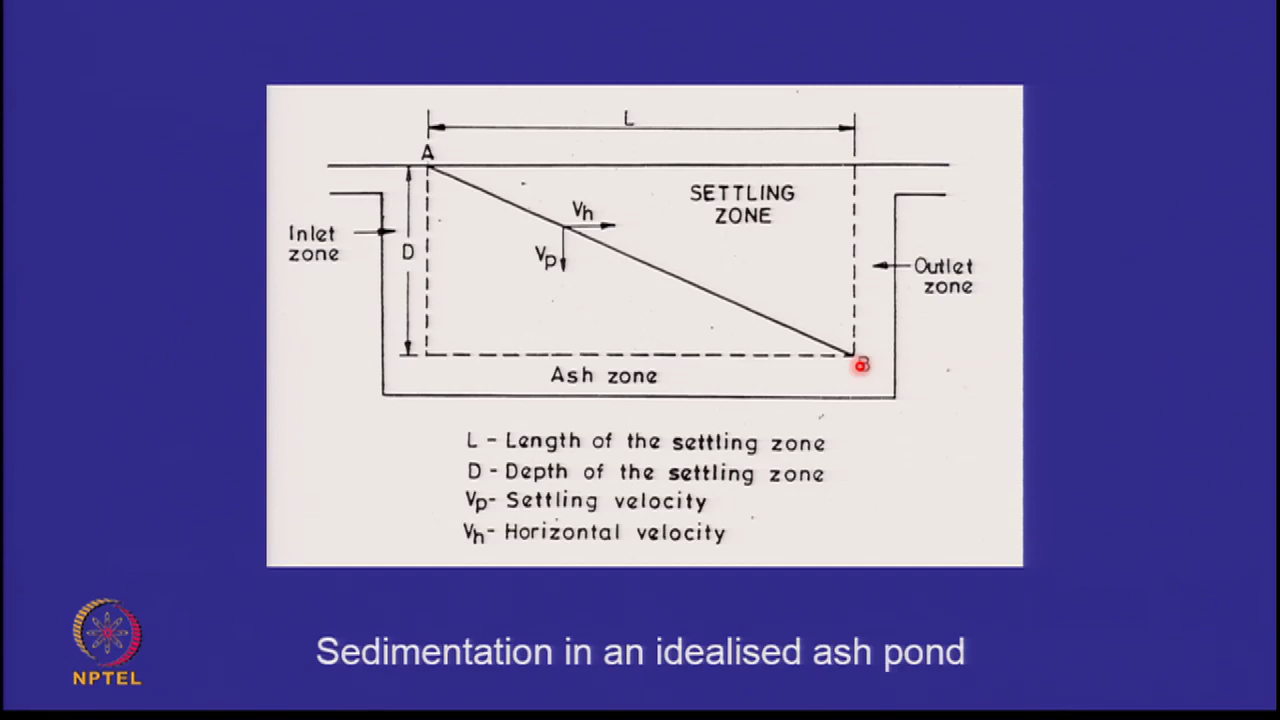 L
A
SETTLING
ZONE
Vh
Inlet
zone
D
Vp
Outlet
zone
B
Ash zone
L - Length of the settling zone
D - Depth of the settling zone
Vp- Settling velocity
Vh- Horizontal velocity
Sedimentation in an idealised ash pond
NPTEL